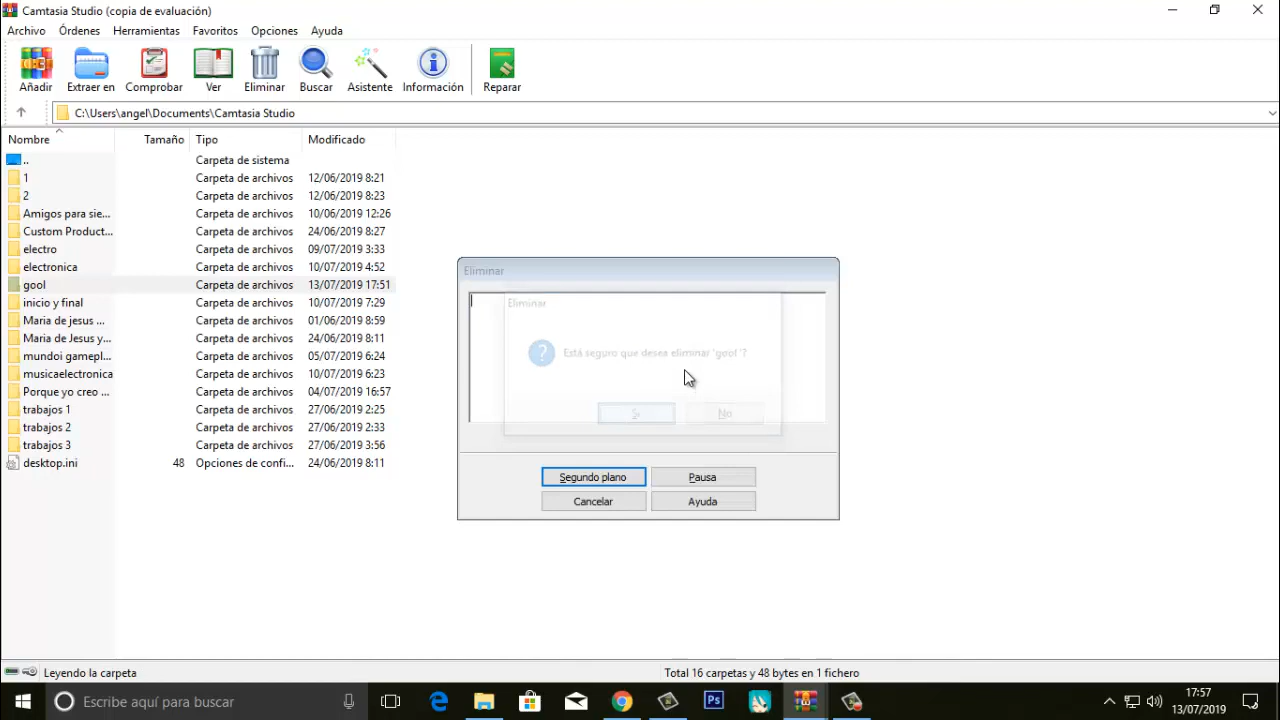 Camtasia Studio (copia de evaluación)
Archivo Órdenes Herramientas Favoritos Opciones Ayuda
Añadir Extraer en Comprobar Ver Eliminar Buscar Asistente Información Reparar
C:\Users\angel\Documents\Camtasia Studio
Nombre Tamaño Tipo Modificado
.. Carpeta de sistema
1 Carpeta de archivos 12/06/2019 8:21
2 Carpeta de archivos 12/06/2019 8:23
Amigos para sie... Carpeta de archivos 10/06/2019 12:26
Custom Product... Carpeta de archivos 24/06/2019 8:27
electro Carpeta de archivos 09/07/2019 3:33
electronica Carpeta de archivos 10/07/2019 4:52
gool Carpeta de archivos 13/07/2019 17:51
inicio y final Carpeta de archivos 10/07/2019 7:29
Maria de jesus ... Carpeta de archivos 01/06/2019 8:59
Maria de Jesus y... Carpeta de archivos 24/06/2019 8:11
mundoi gamepl... Carpeta de archivos 05/07/2019 6:24
musicaelectronica Carpeta de archivos 10/07/2019 6:23
Porque yo creo ... Carpeta de archivos 04/07/2019 16:57
trabajos 1 Carpeta de archivos 27/06/2019 2:25
trabajos 2 Carpeta de archivos 27/06/2019 2:33
trabajos 3 Carpeta de archivos 27/06/2019 3:56
desktop.ini 48 Opciones de confi... 24/06/2019 8:11
Eliminar
Eliminar
Está seguro que desea eliminar 'gool '?
Sí No
Segundo plano Pausa
Cancelar Ayuda
Leyendo la carpeta Total 16 carpetas y 48 bytes en 1 fichero
Escribe aquí para buscar
17:57
13/07/2019
Ps